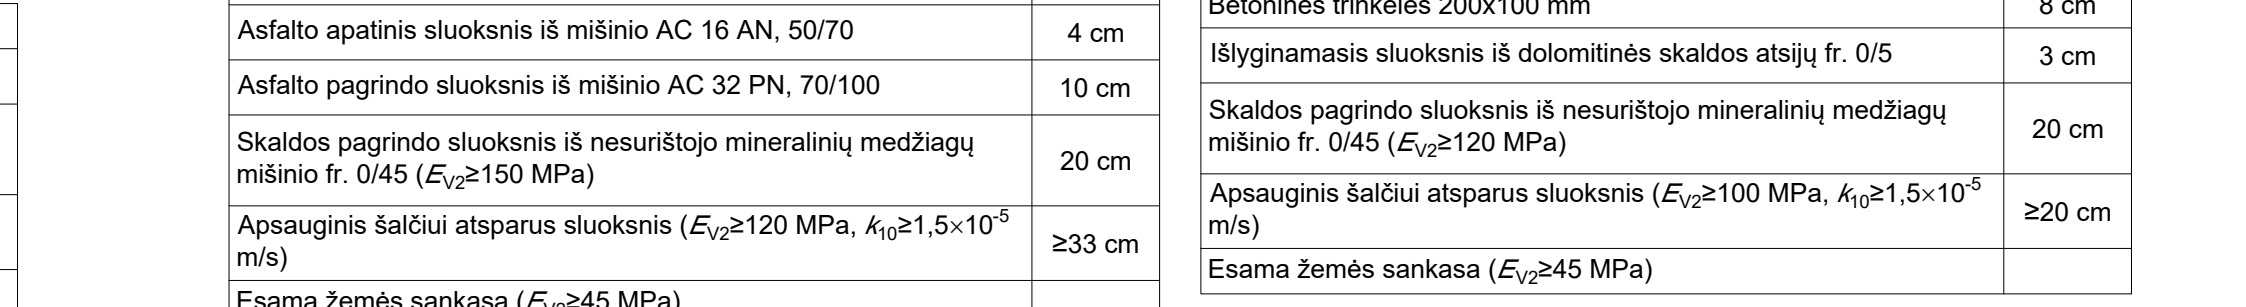 Asfalto apatinis sluoksnis iš mišinio AC 16 AN, 50/70
4 cm
Asfalto pagrindo sluoksnis iš mišinio AC 32 PN, 70/100
10 cm
Skaldos pagrindo sluoksnis iš nesurištojo mineralinių medžiagų
mišinio fr. 0/45 (EV2≥150 MPa)
20 cm
Apsauginis šalčiui atsparus sluoksnis (EV2≥120 MPa, k10≥1,5×10-5
m/s)
≥33 cm
Esama žemės sankasa (EV2≥45 MPa)
Betoninės trinkelės 200x100 mm
8 cm
Išlyginamasis sluoksnis iš dolomitinės skaldos atsijų fr. 0/5
3 cm
Skaldos pagrindo sluoksnis iš nesurištojo mineralinių medžiagų
mišinio fr. 0/45 (EV2≥120 MPa)
20 cm
Apsauginis šalčiui atsparus sluoksnis (EV2≥100 MPa, k10≥1,5×10-5
m/s)
≥20 cm
Esama žemės sankasa (EV2≥45 MPa)